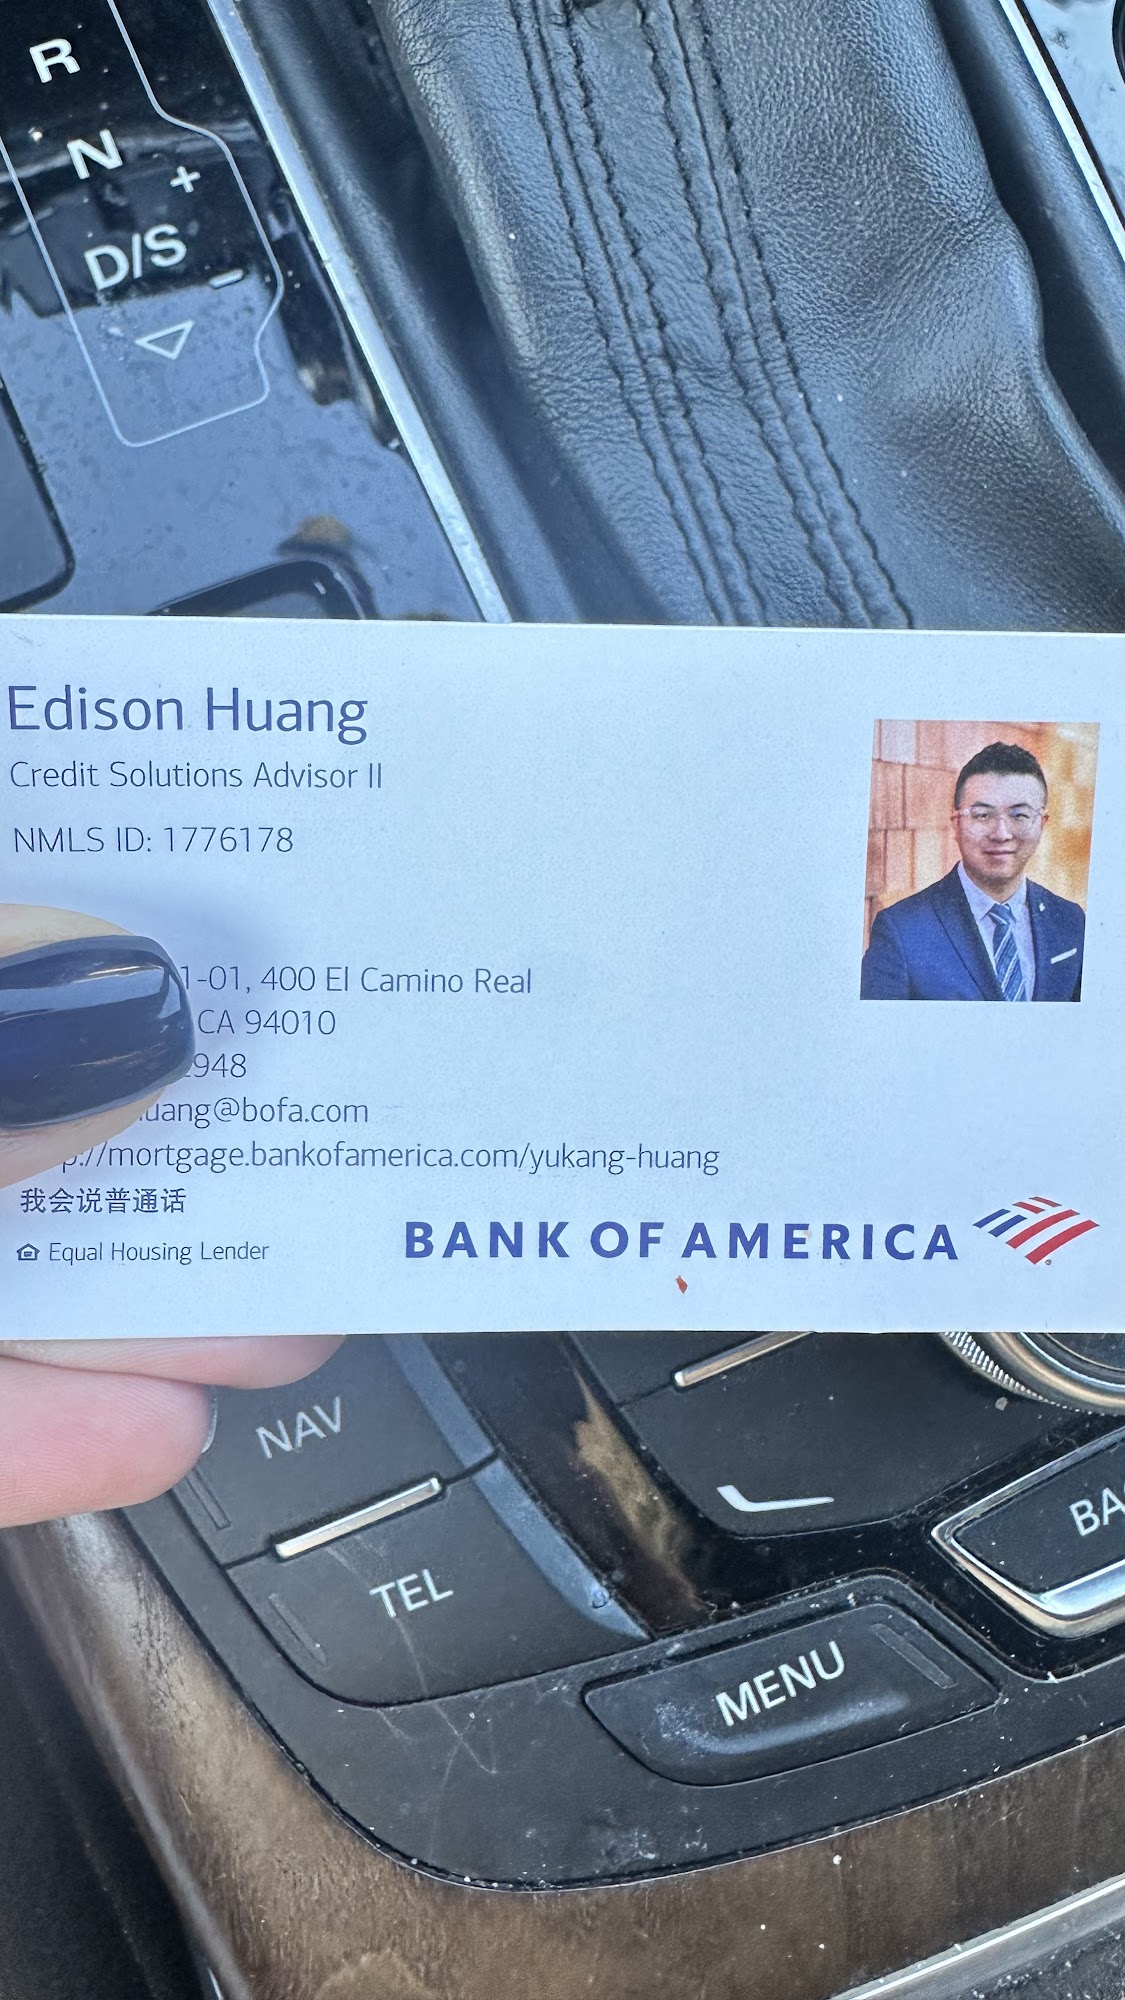 R
N
+
D/S
-
Edison Huang
Credit Solutions Advisor II
NMLS ID: 1776178
1-01, 400 El Camino Real
CA 94010
948
uang@bofa.com
://mortgage.bankofamerica.com/yukang-huang
我会说普通话
Equal Housing Lender
BANK OF AMERICA
NAV
TEL
BA
MENU